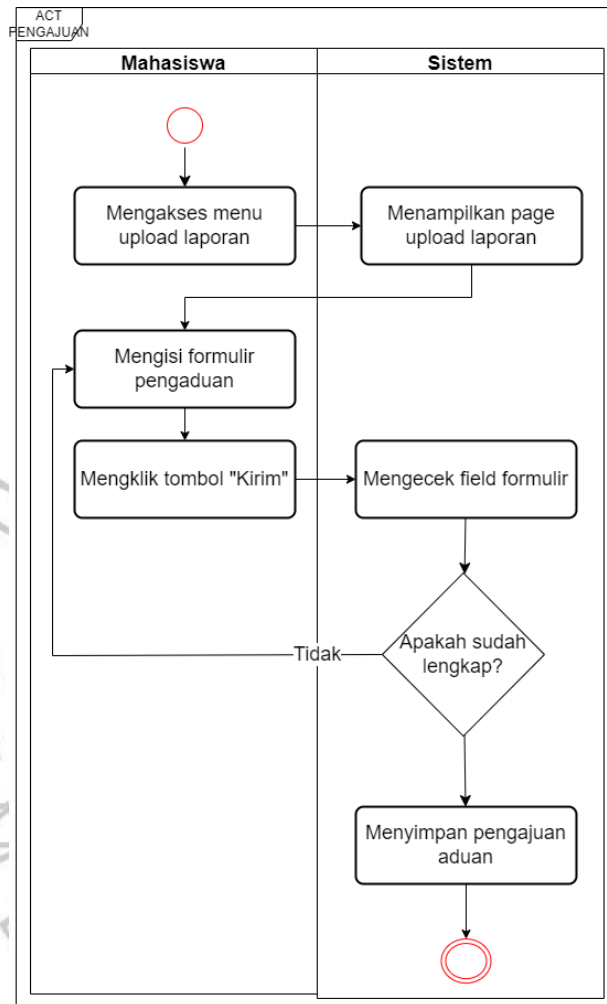 ACT
PENGAJUAN
Mahasiswa
Sistem
Mengakses menu
upload laporan
Menampilkan page
upload laporan
Mengisi formulir
pengaduan
Mengklik tombol "Kirim"
Mengecek field formulir
Apakah sudah
lengkap?
Tidak
Menyimpan pengajuan
aduan